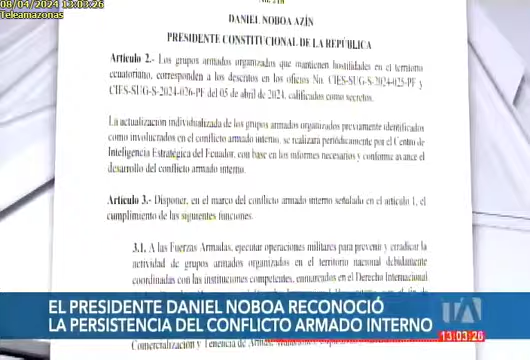 08/04/2024 13:03:26
Teleamazonas
DANIEL NOBOA AZÍN
PRESIDENTE CONSTITUCIONAL DE LA REPÚBLICA
Artículo 2.- Los grupos armados organizados que mantienen hostilidades en el territorio
ecuatoriano, corresponden a los descritos en los oficios No. CIES-SUG-S-2024-025-PF y
CIES-SUG-S-2024-026-PF del 05 de abril de 2024, calificados como secretos.
La actualización individualizada de los grupos armados organizados previamente identificados
como involucrados en el conflicto armado interno, se realizará periódicamente por el Centro de
Inteligencia Estratégica del Ecuador, con base en los informes necesarios y conforme avance el
desarrollo del conflicto armado interno.
Artículo 3.- Disponer, en el marco del conflicto armado interno señalado en el artículo 1, el
cumplimiento de las siguientes funciones:
3.1. A las Fuerzas Armadas, ejecutar operaciones militares para prevenir y erradicar la
actividad de grupos armados organizados en el territorio nacional debidamente
coordinadas con las instituciones competentes, enmarcados en el Derecho Internacional
EL PRESIDENTE DANIEL NOBOA RECONOCIÓ
LA PERSISTENCIA DEL CONFLICTO ARMADO INTERNO
TA
13:03:26
Comercialización y Tenencia de Armas,